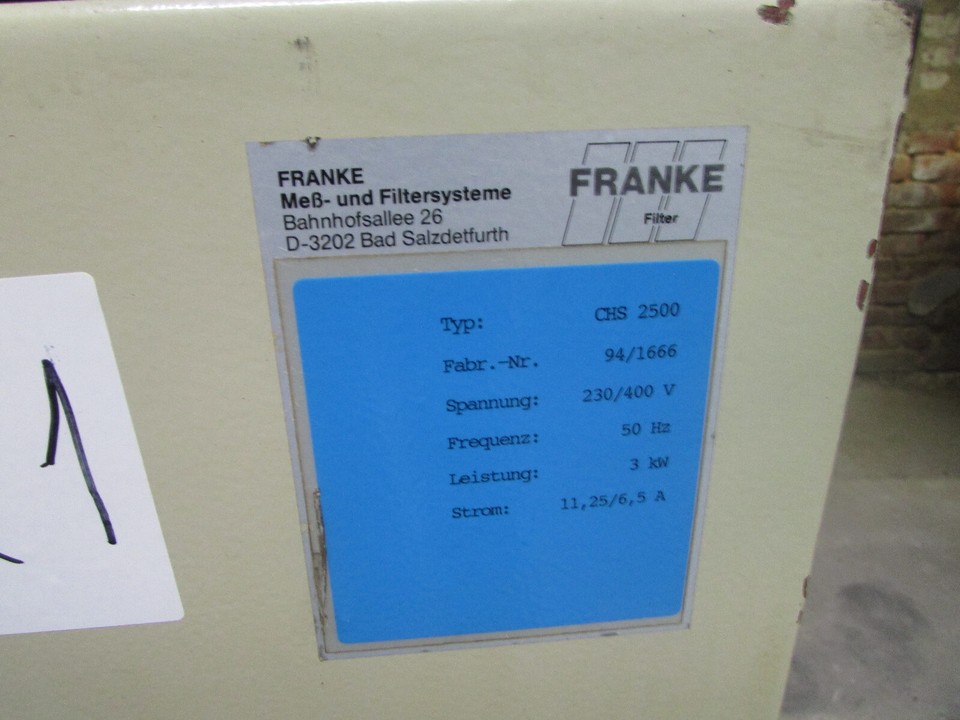 FRANKE
Meß- und Filtersysteme
Bahnhofsallee 26
D-3202 Bad Salzdetfurth
FRANKE
Filter
Typ: CHS 2500
Fabr.-Nr. 94/1666
Spannung: 230/400 V
Frequenz: 50 Hz
Leistung: 3 kW
Strom: 11,25/6,5 A
1